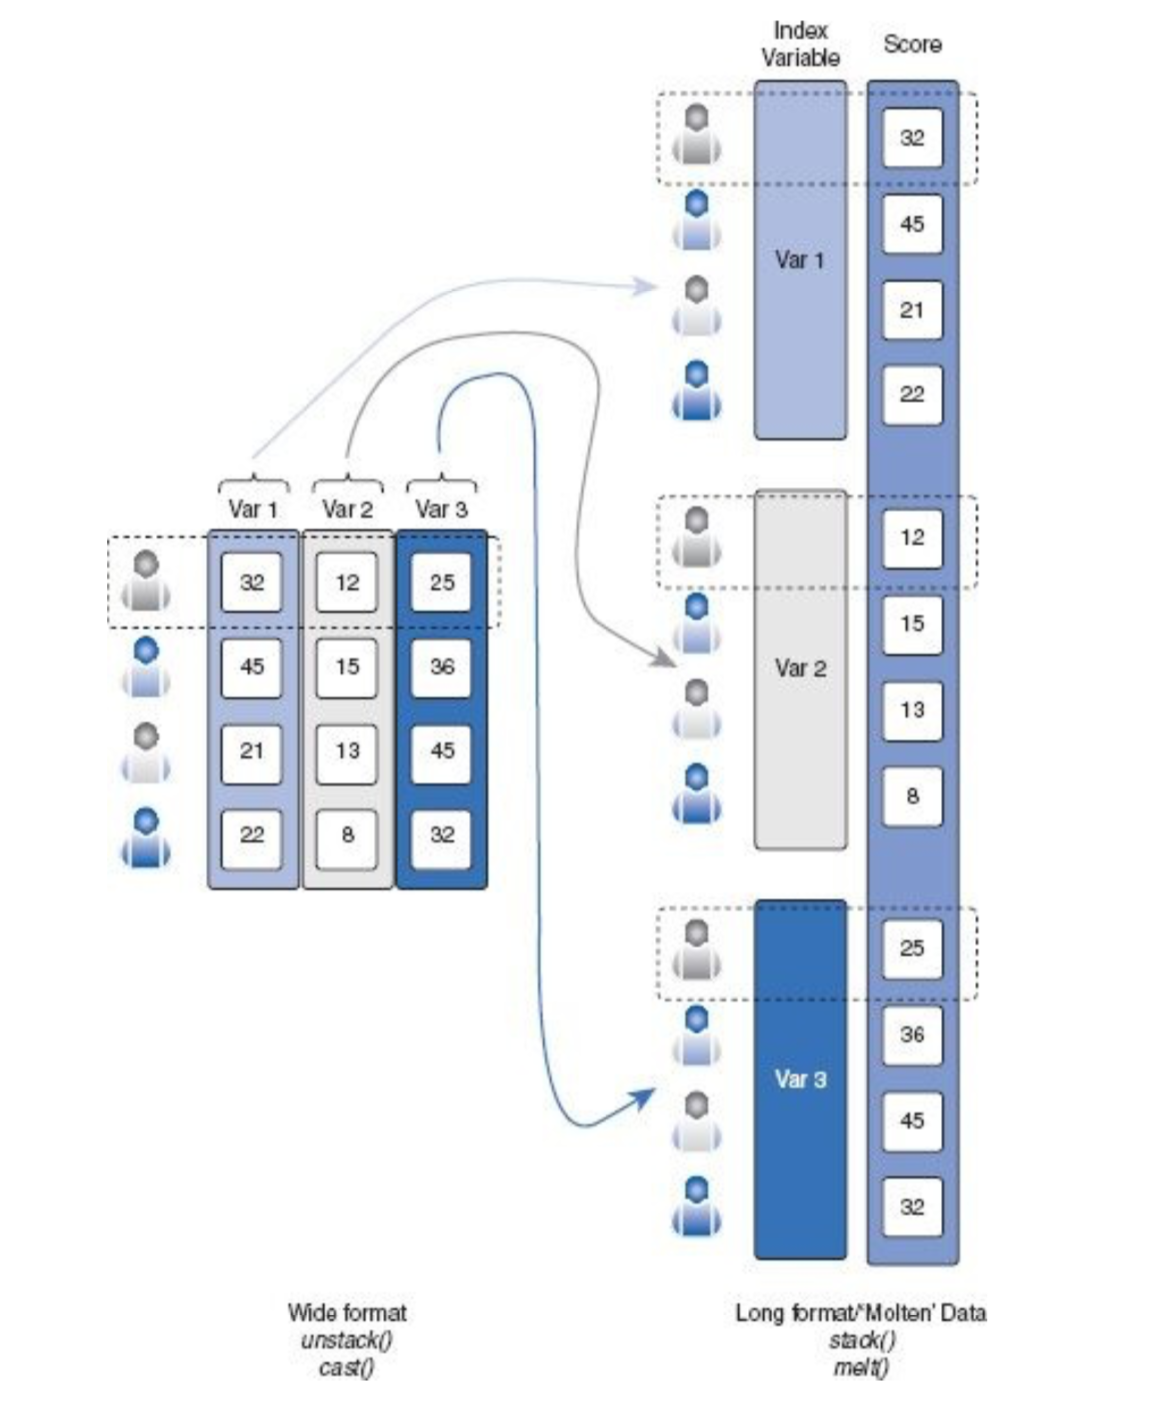 Index
Variable
Score
32
45
Var 1
21
22
Var 1 Var 2 Var 3
32 12 25
45 15 36
21 13 45
22 8 32
12
15
Var 2
13
8
25
36
Var 3
45
32
Wide format
unstack()
cast()
Long format/‘Molten’ Data
stack()
melt()